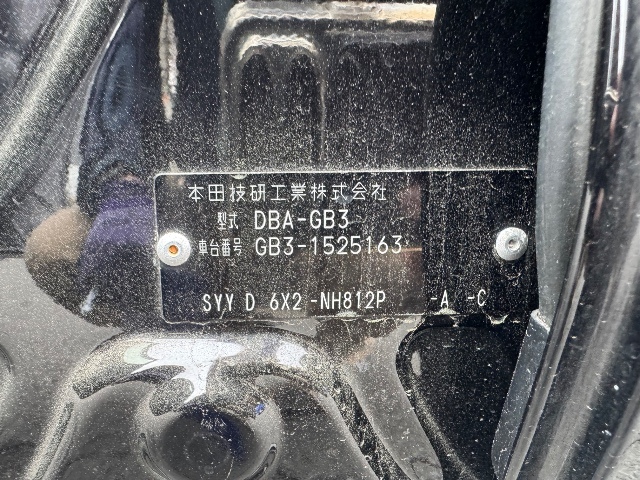 本田技研工業株式会社
型式 DBA-GB3
車台番号 GB3-1525163
SYY D 6X2 -NH812P -A -C